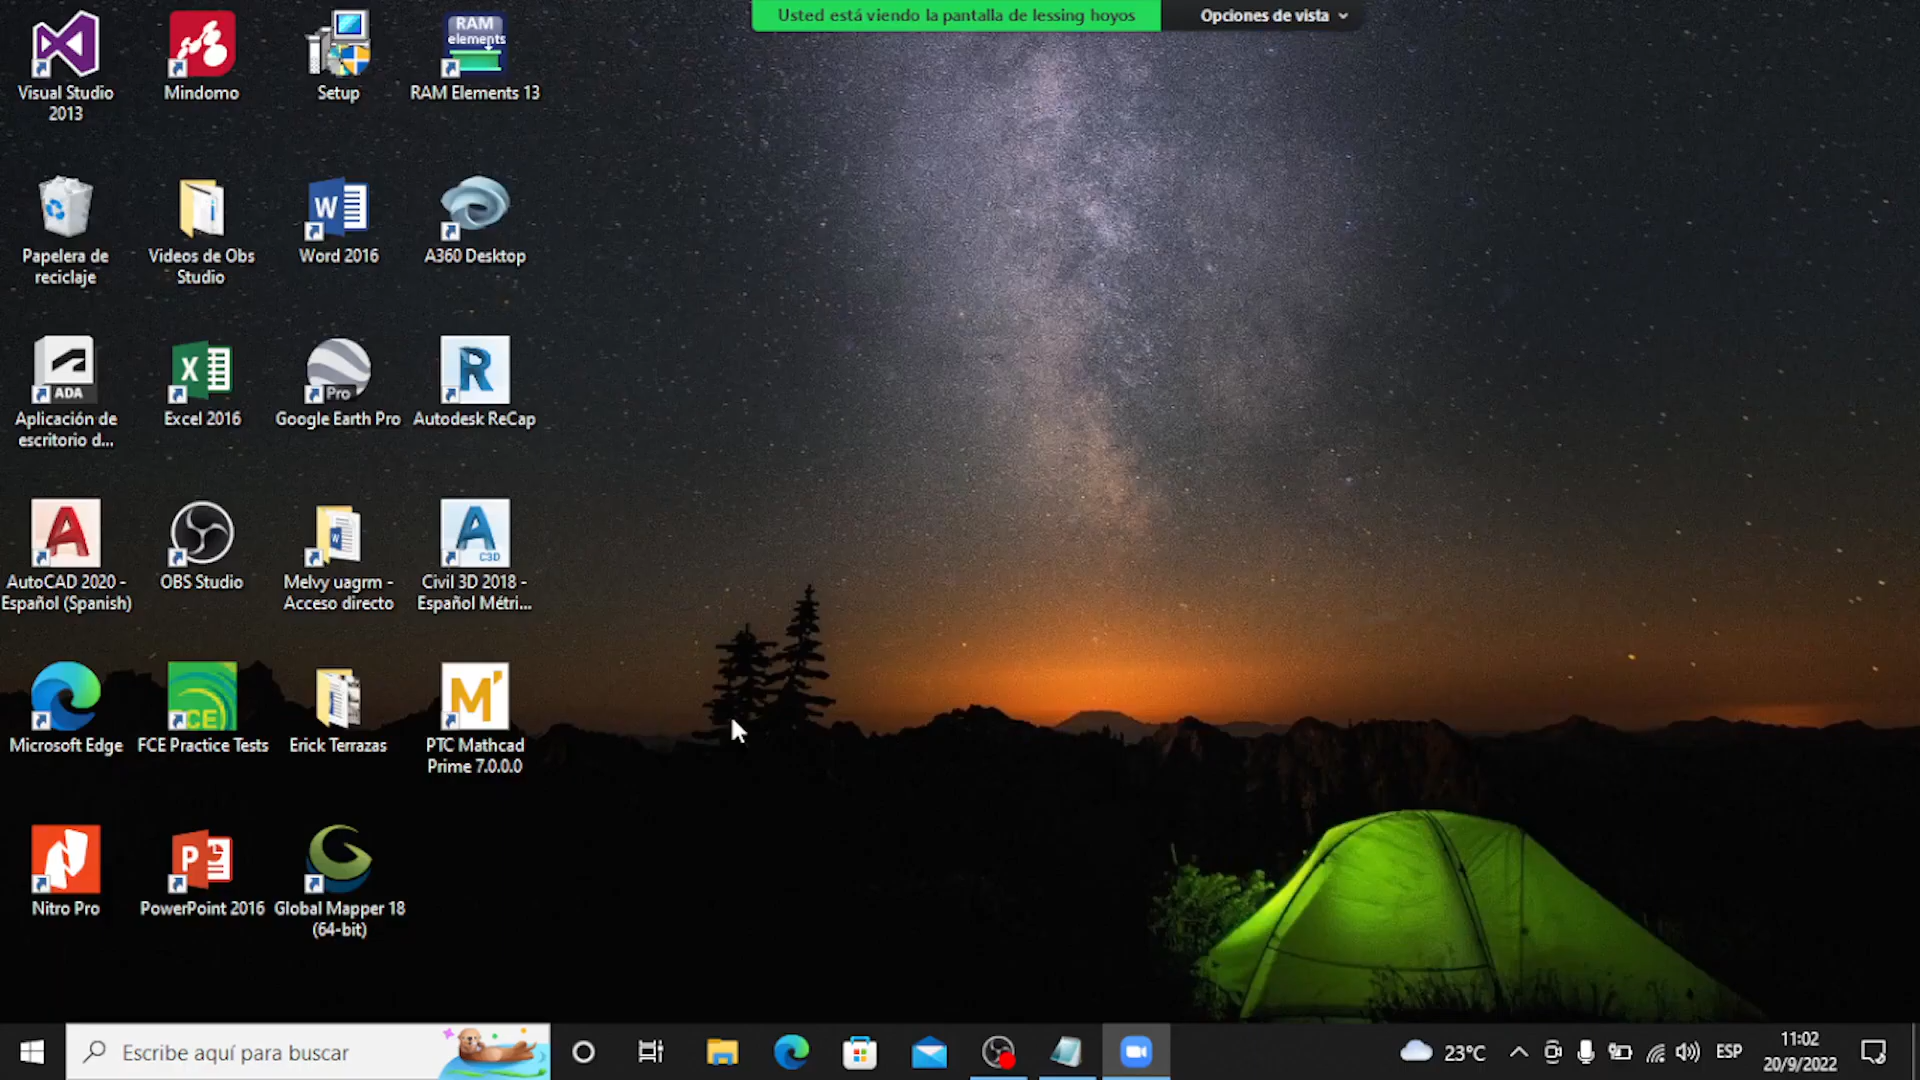 Usted está viendo la pantalla de lessing hoyos
Opciones de vista
Visual Studio
2013
Mindomo
Setup
RAM
elements
RAM Elements 13
Papelera de
reciclaje
Videos de Obs
Studio
W
Word 2016
A360 Desktop
ADA
Aplicación de
escritorio d...
X
Excel 2016
Pro
Google Earth Pro
R
Autodesk ReCap
A
AutoCAD 2020 -
Español (Spanish)
OBS Studio
W
Melvy uagrm -
Acceso directo
A
C3D
Civil 3D 2018 -
Español Métri...
Microsoft Edge
FCE
FCE Practice Tests
Erick Terrazas
M'
PTC Mathcad
Prime 7.0.0.0
Nitro Pro
P
PowerPoint 2016
Global Mapper 18
(64-bit)
Escribe aquí para buscar
23°C
ESP
11:02
20/9/2022